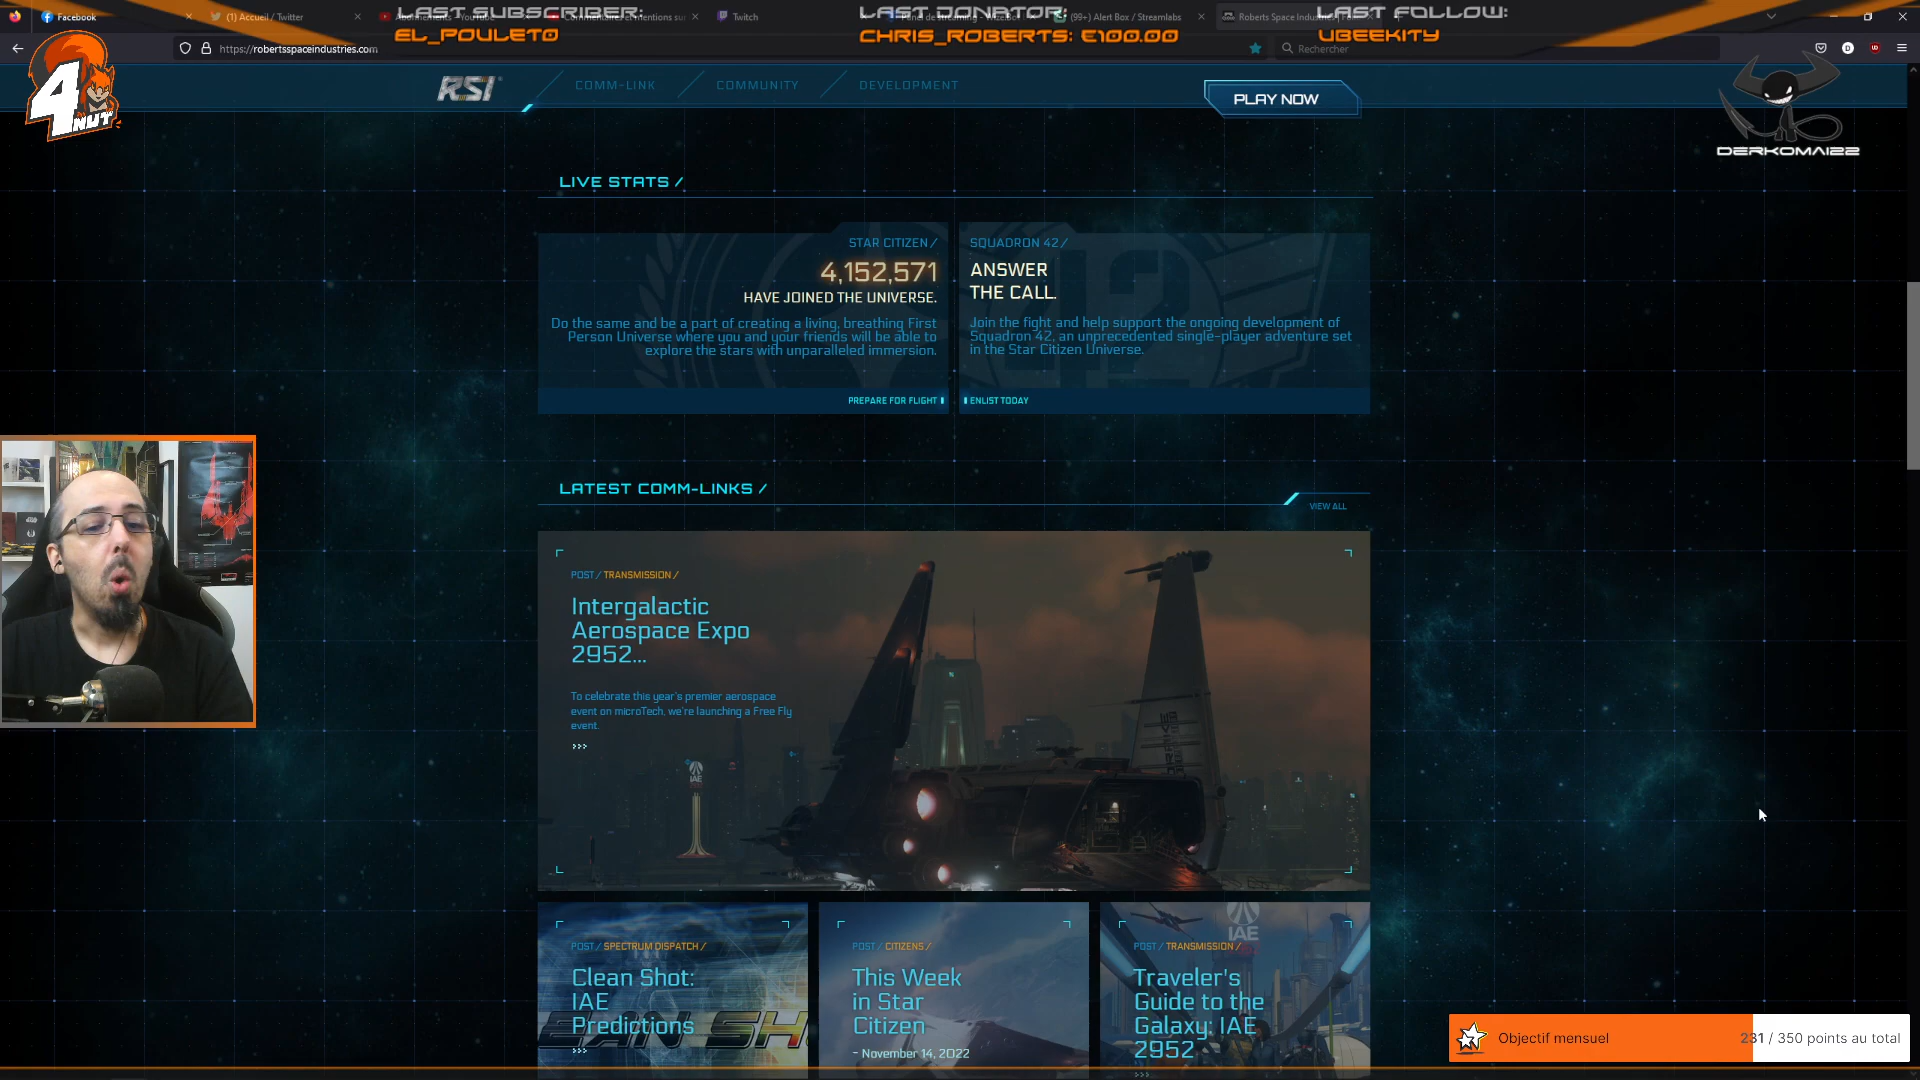 Facebook
(1) Accueil / Twitter
Twitch
(99+) Alert Box / Streamlabs
Roberts Space Indust
LAST SUBSCRIBER:
EL_POULETO
LAST DONATOR:
CHRIS_ROBERTS: £100.00
LAST FOLLOW:
UBEEKITY
https://robertsspaceindustries.com
Rechercher
4
NUT
RSI
COMM-LINK
COMMUNITY
DEVELOPMENT
PLAY NOW
DERKOMAI22
LIVE STATS /
STAR CITIZEN /
4,152,571
HAVE JOINED THE UNIVERSE.
Do the same and be a part of creating a living, breathing First
Person Universe where you and your friends will be able to
explore the stars with unparalleled immersion.
PREPARE FOR FLIGHT
SQUADRON 42 /
ANSWER
THE CALL.
Join the fight and help support the ongoing development of
Squadron 42, an unprecedented single-player adventure set
in the Star Citizen Universe.
ENLIST TODAY
LATEST COMM-LINKS /
VIEW ALL
POST / TRANSMISSION /
Intergalactic
Aerospace Expo
2952...
To celebrate this year's premier aerospace
event on microTech, we're launching a Free Fly
event.
>>>
IAE
POST / SPECTRUM DISPATCH /
Clean Shot:
IAE
Predictions
>>>
POST / CITIZENS /
This Week
in Star
Citizen
- November 14, 2022
IAE
POST / TRANSMISSION /
Traveler's
Guide to the
Galaxy: IAE
2952
>>>
Objectif mensuel
231 / 350 points au total